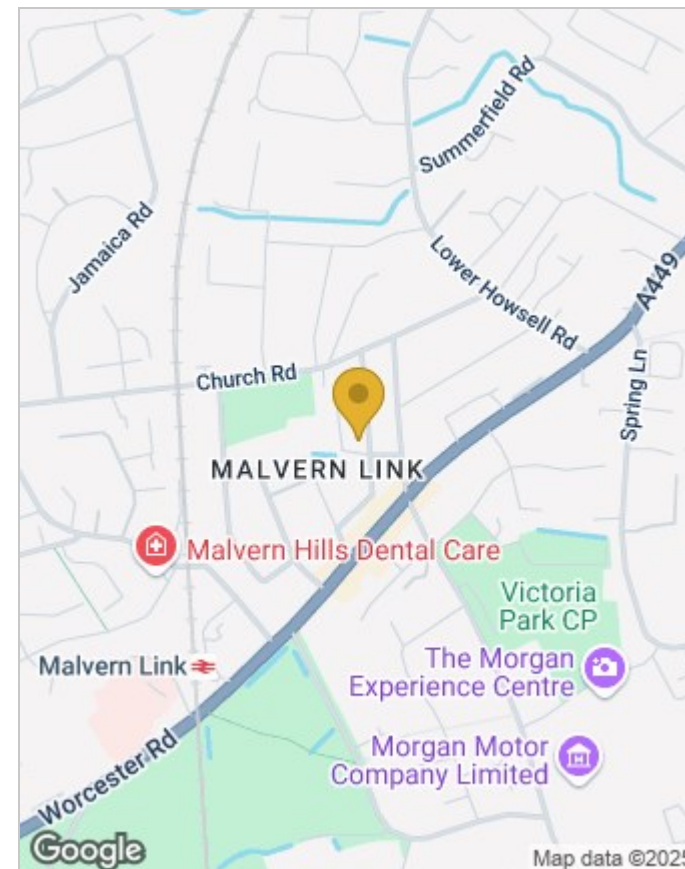 Summerfield Rd
Jamaica Rd
Lower Howsell Rd
A449
Church Rd
Spring Ln
MALVERN LINK
Malvern Hills Dental Care
Victoria
Park CP
Malvern Link
The Morgan
Experience Centre
Morgan Motor
Company Limited
Worcester Rd
Google
Map data ©2025